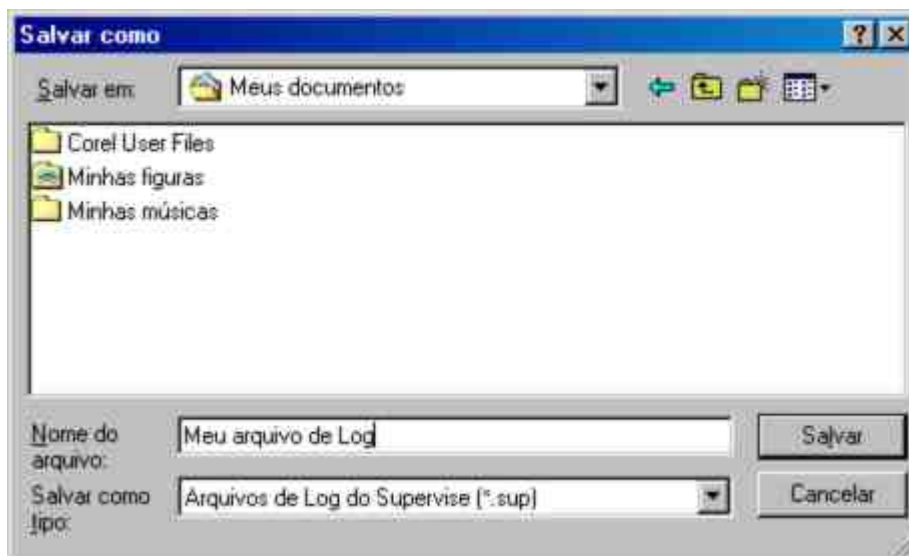 Salvar como
Salvar em:
Meus documentos
Corel User Files
Minhas figuras
Minhas músicas
Nome do arquivo:
Meu arquivo de Log
Salvar
Salvar como tipo:
Arquivos de Log do Supervise (*.sup)
Cancelar